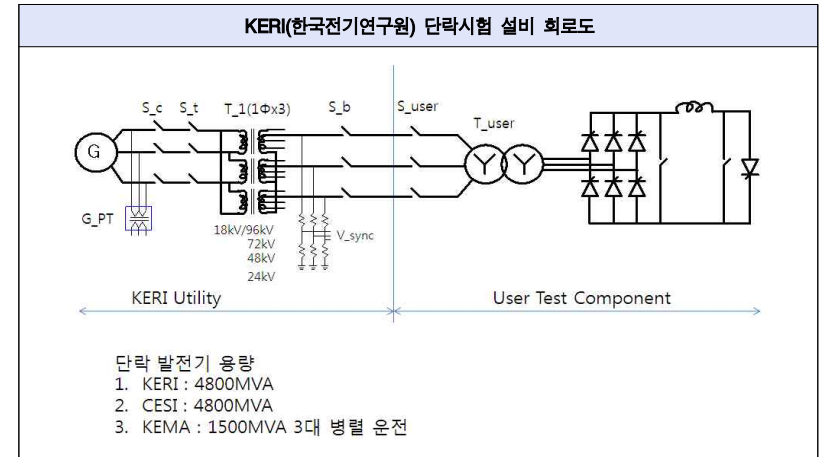 KERI(한국전기연구원) 단락시험 설비 회로도
S_c S_t T_1(1Φx3) S_b S_user
T_user
G
Y Y
G_PT
18kV/96kV
72kV
48kV
24kV
V_sync
KERI Utility
User Test Component
단락 발전기 용량
1. KERI : 4800MVA
2. CESI : 4800MVA
3. KEMA : 1500MVA 3대 병렬 운전